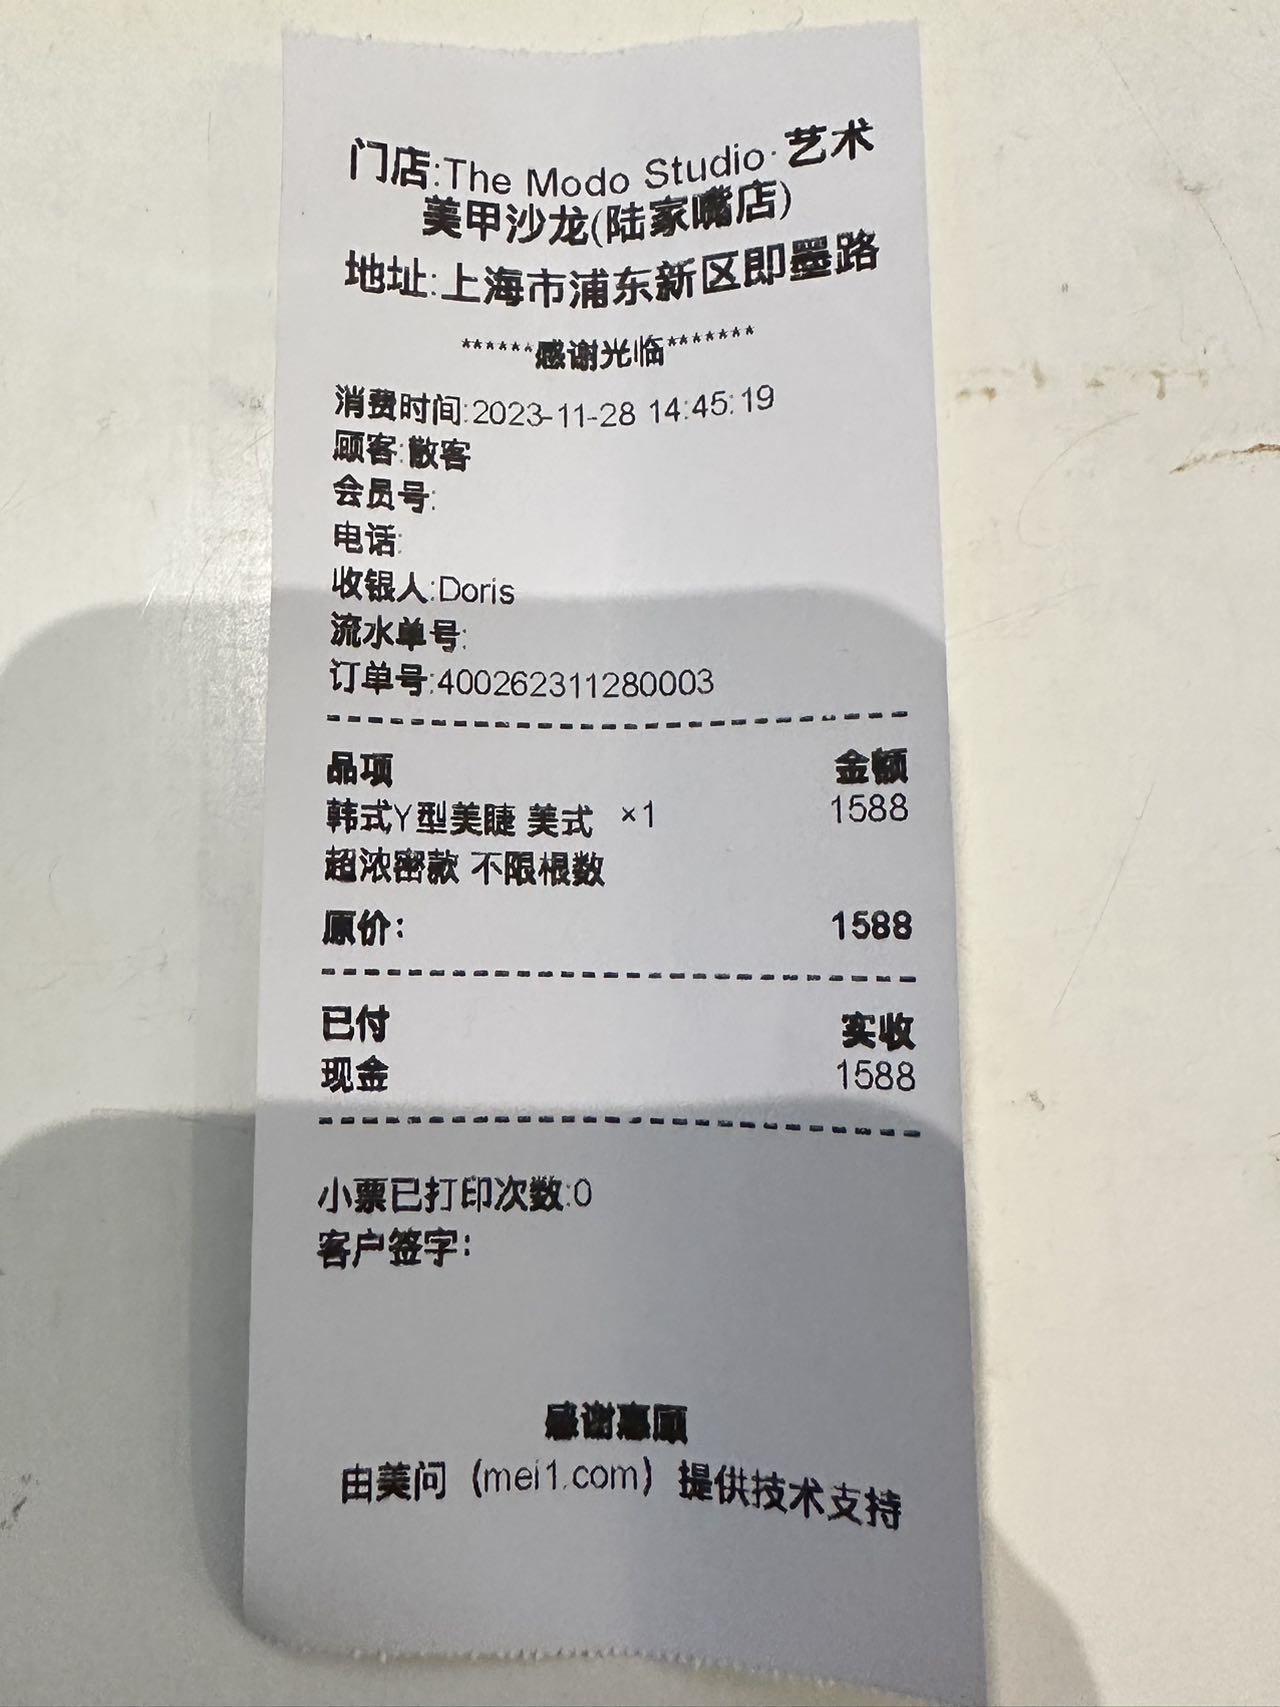 门店:The Modo Studio·艺术
美甲沙龙(陆家嘴店)
地址:上海市浦东新区即墨路
******感谢光临*******
消费时间:2023-11-28 14:45:19
顾客:散客
会员号:
电话:
收银人:Doris
流水单号:
订单号:400262311280003
品项 金额
韩式Y型美睫 美式 ×1 1588
超浓密款 不限根数
原价: 1588
已付 实收
现金 1588
小票已打印次数:0
客户签字:
感谢惠顾
由美问（mei1.com）提供技术支持